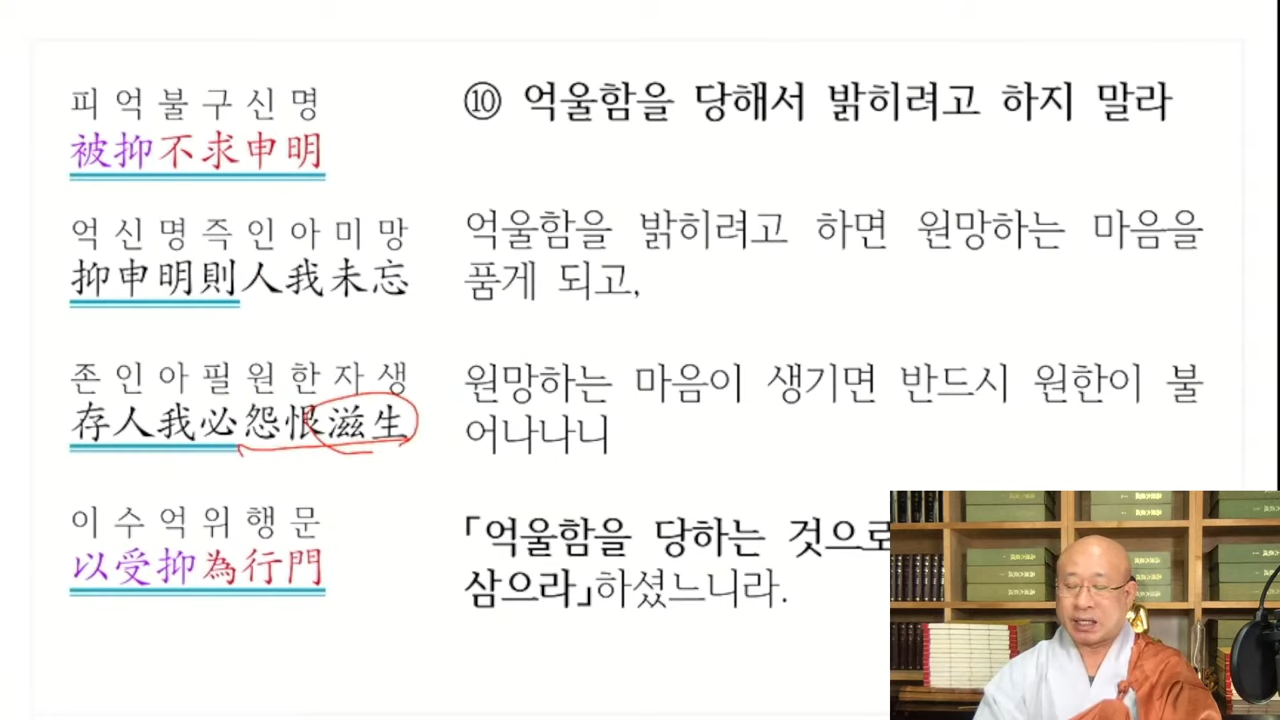 피억불구신명
被抑不求申明
⑩ 억울함을 당해서 밝히려고 하지 말라
억신명즉인아미망
抑申明則人我未忘
억울함을 밝히려고 하면 원망하는 마음을
품게 되고,
존인아필원한자생
存人我必怨恨滋生
원망하는 마음이 생기면 반드시 원한이 불
어나나니
이수억위행문
以受抑為行門
「억울함을 당하는 것으로
삼으라」하셨느니라.